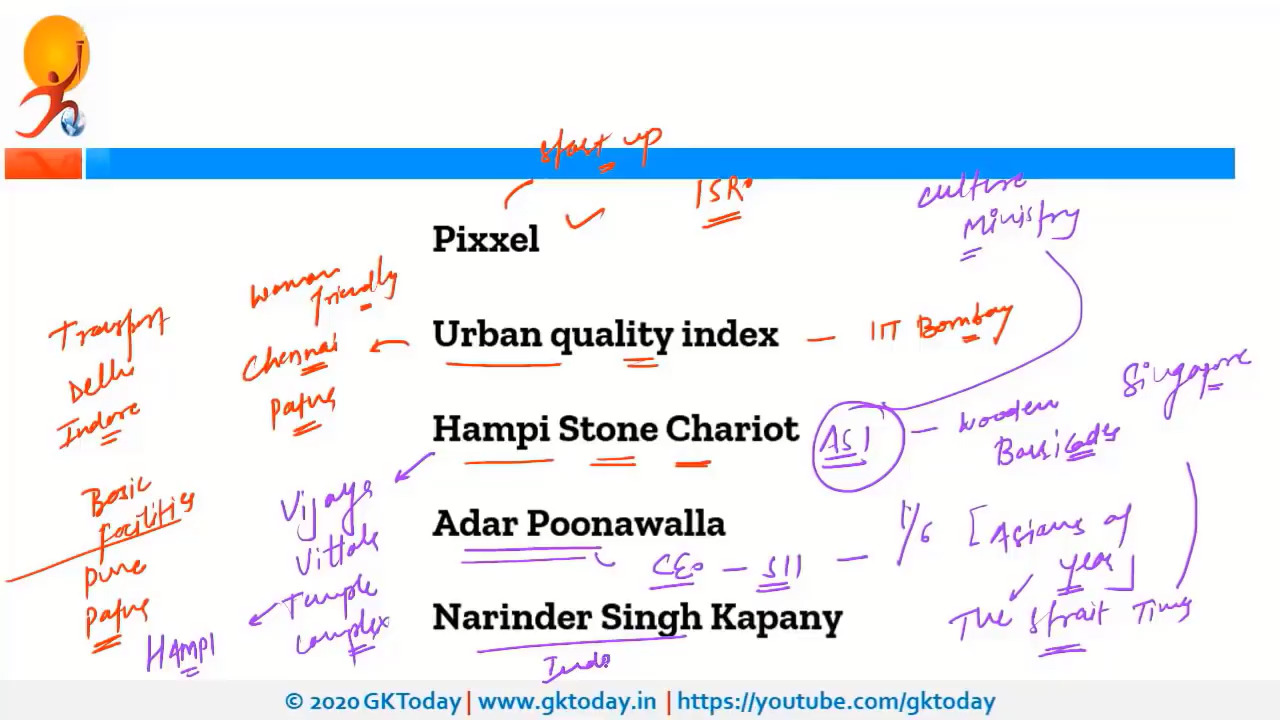 Start up
ISRO
Culture
Ministry
Pixxel
Woman
friendly
Transport
Delhi
Indore
Chennai
Patna
Urban quality index
IIT Bombay
Hampi Stone Chariot
ASI
Wooden
Barricades
Singapore
Basic
facilities
Pune
Patna
Vijaya
Vittala
Temple
Complex
HAMPI
Adar Poonawalla
CEO - SII
1/6 [Asians of
year]
The Strait Times
Narinder Singh Kapany
Indo
© 2020 GKToday | www.gktoday.in | https://youtube.com/gktoday